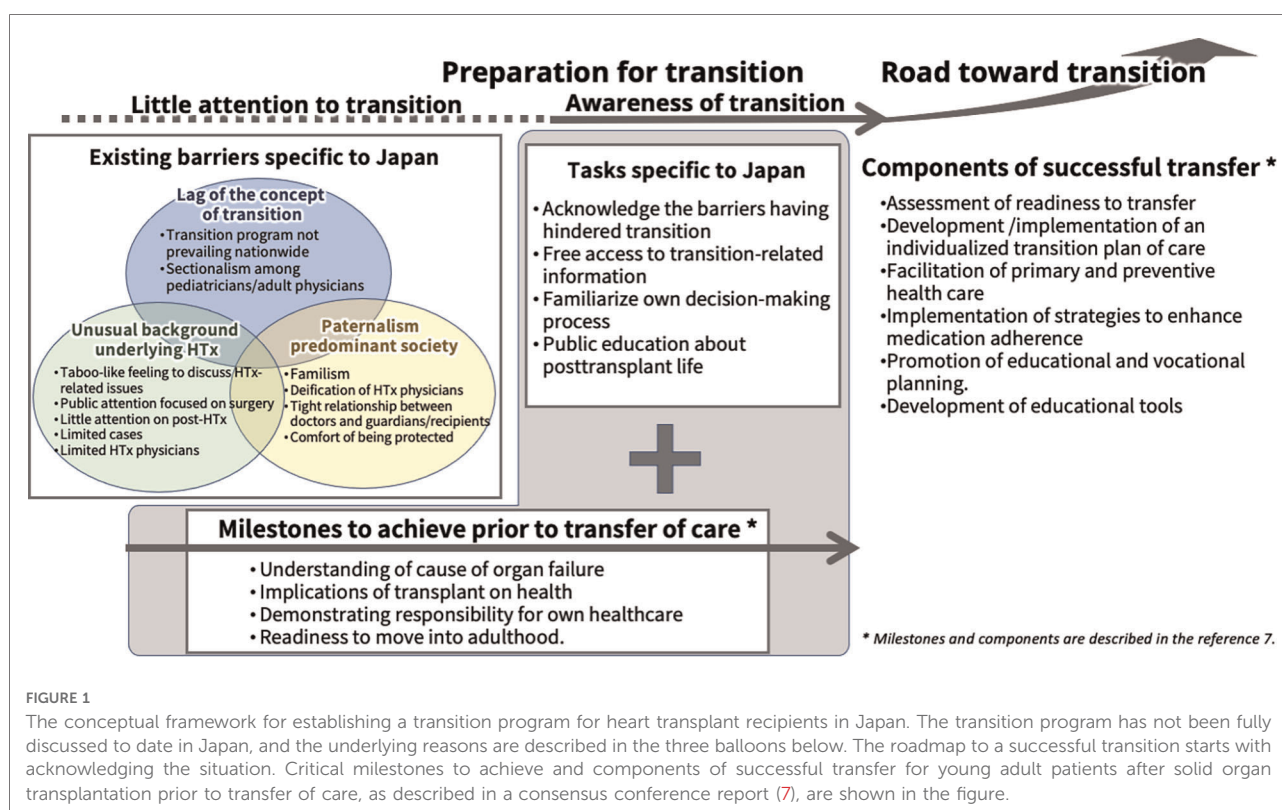 Preparation for transition
Road toward transition
Little attention to transition
Awareness of transition
Existing barriers specific to Japan
Lag of the concept
of transition
• Transition program not
prevailing nationwide
• Sectionalism among
pediatricians/adult physicians
Unusual background
underlying HTx
• Taboo-like feeling to discuss HTx-
related issues
• Public attention focused on surgery
• Little attention on post-HTx
• Limited cases
• Limited HTx physicians
Paternalism
predominant society
• Familism
• Deification of HTx physicians
• Tight relationship between
doctors and guardians/recipients
• Comfort of being protected
Tasks specific to Japan
• Acknowledge the barriers having
hindered transition
• Free access to transition-related
information
• Familiarize own decision-making
process
• Public education about
posttransplant life
Milestones to achieve prior to transfer of care *
• Understanding of cause of organ failure
• Implications of transplant on health
• Demonstrating responsibility for own healthcare
• Readiness to move into adulthood.
Components of successful transfer *
•Assessment of readiness to transfer
•Development /implementation of an
individualized transition plan of care
•Facilitation of primary and preventive
health care
•Implementation of strategies to enhance
medication adherence
•Promotion of educational and vocational
planning.
•Development of educational tools
* Milestones and components are described in the reference 7.
FIGURE 1
The conceptual framework for establishing a transition program for heart transplant recipients in Japan. The transition program has not been fully
discussed to date in Japan, and the underlying reasons are described in the three balloons below. The roadmap to a successful transition starts with
acknowledging the situation. Critical milestones to achieve and components of successful transfer for young adult patients after solid organ
transplantation prior to transfer of care, as described in a consensus conference report (7), are shown in the figure.